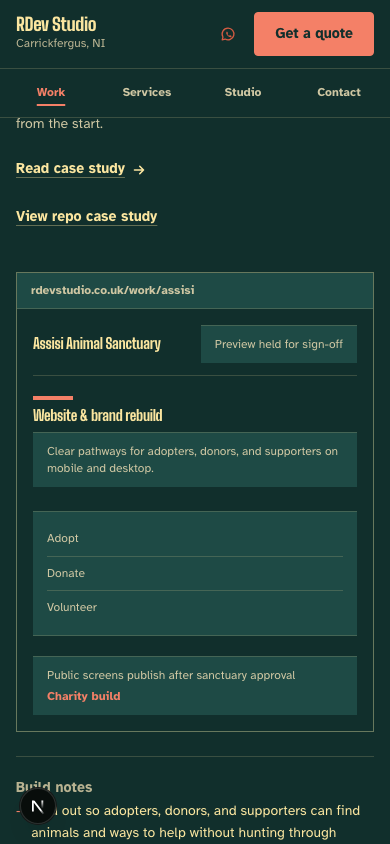 RDev Studio
Carrickfergus, NI
Get a quote
Work Services Studio Contact
from the start.
Read case study →
View repo case study
rdevstudio.co.uk/work/assisi
Assisi Animal Sanctuary
Preview held for sign-off
Website & brand rebuild
Clear pathways for adopters, donors, and supporters on
mobile and desktop.
Adopt
Donate
Volunteer
Public screens publish after sanctuary approval
Charity build
Build notes
N
out so adopters, donors, and supporters can find
animals and ways to help without hunting through